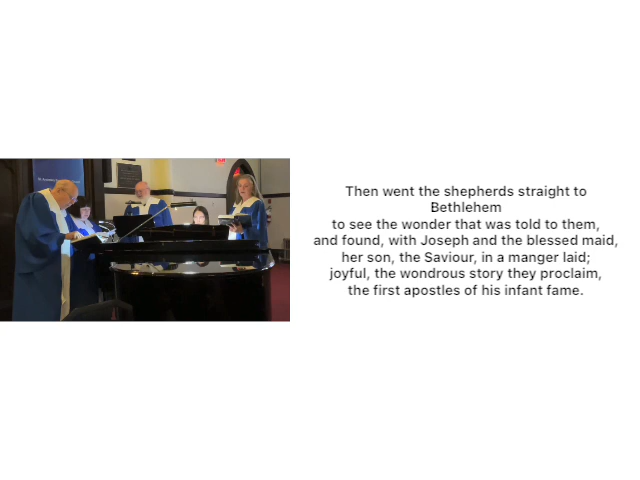 Then went the shepherds straight to
Bethlehem
to see the wonder that was told to them,
and found, with Joseph and the blessed maid,
her son, the Saviour, in a manger laid;
joyful, the wondrous story they proclaim,
the first apostles of his infant fame.